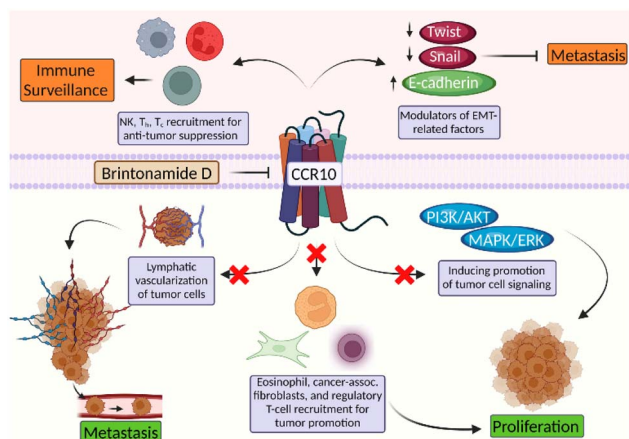 Immune
Surveillance
NK, Th, Tc recruitment for
anti-tumor suppression
Twist
Snail
E-cadherin
Metastasis
Modulators of EMT-
related factors
Brintonamide D
CCR10
Lymphatic
vascularization
of tumor cells
PI3K/AKT
MAPK/ERK
Inducing promotion
of tumor cell signaling
Eosinophil, cancer-assoc.
fibroblasts, and regulatory
T-cell recruitment for
tumor promotion
Metastasis
Proliferation